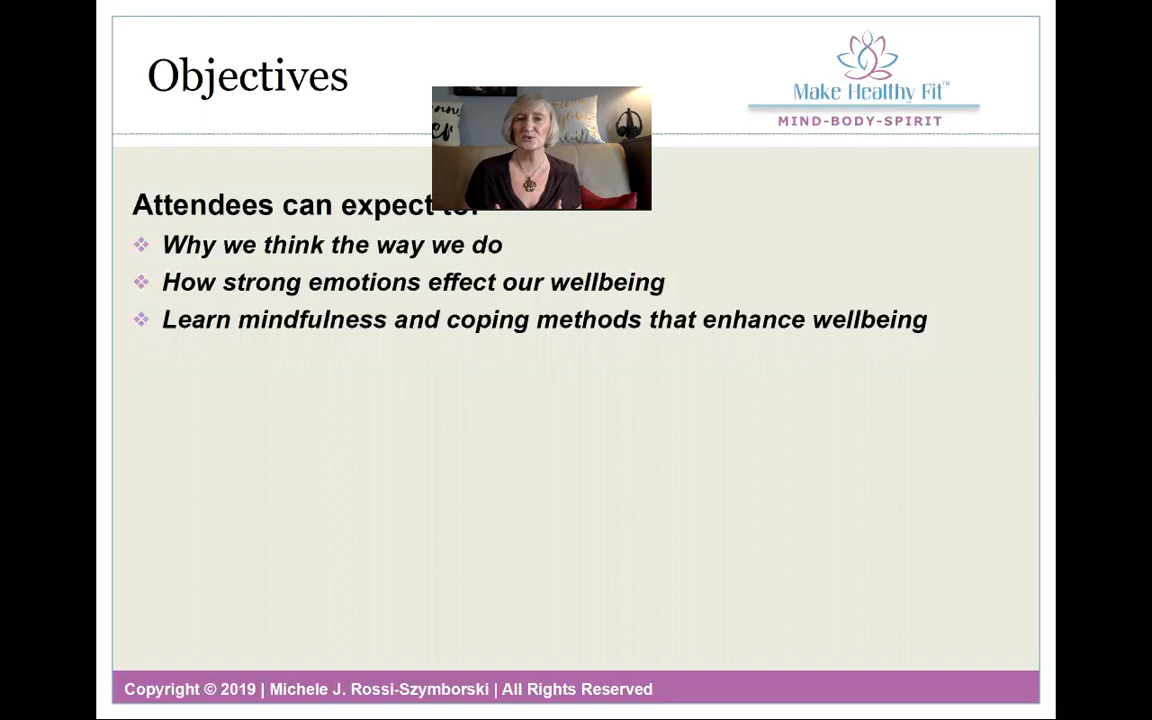 Objectives
Make Healthy Fit™
MIND-BODY-SPIRIT
Attendees can expect
Why we think the way we do
How strong emotions effect our wellbeing
Learn mindfulness and coping methods that enhance wellbeing
Copyright © 2019 | Michele J. Rossi-Szymborski | All Rights Reserved